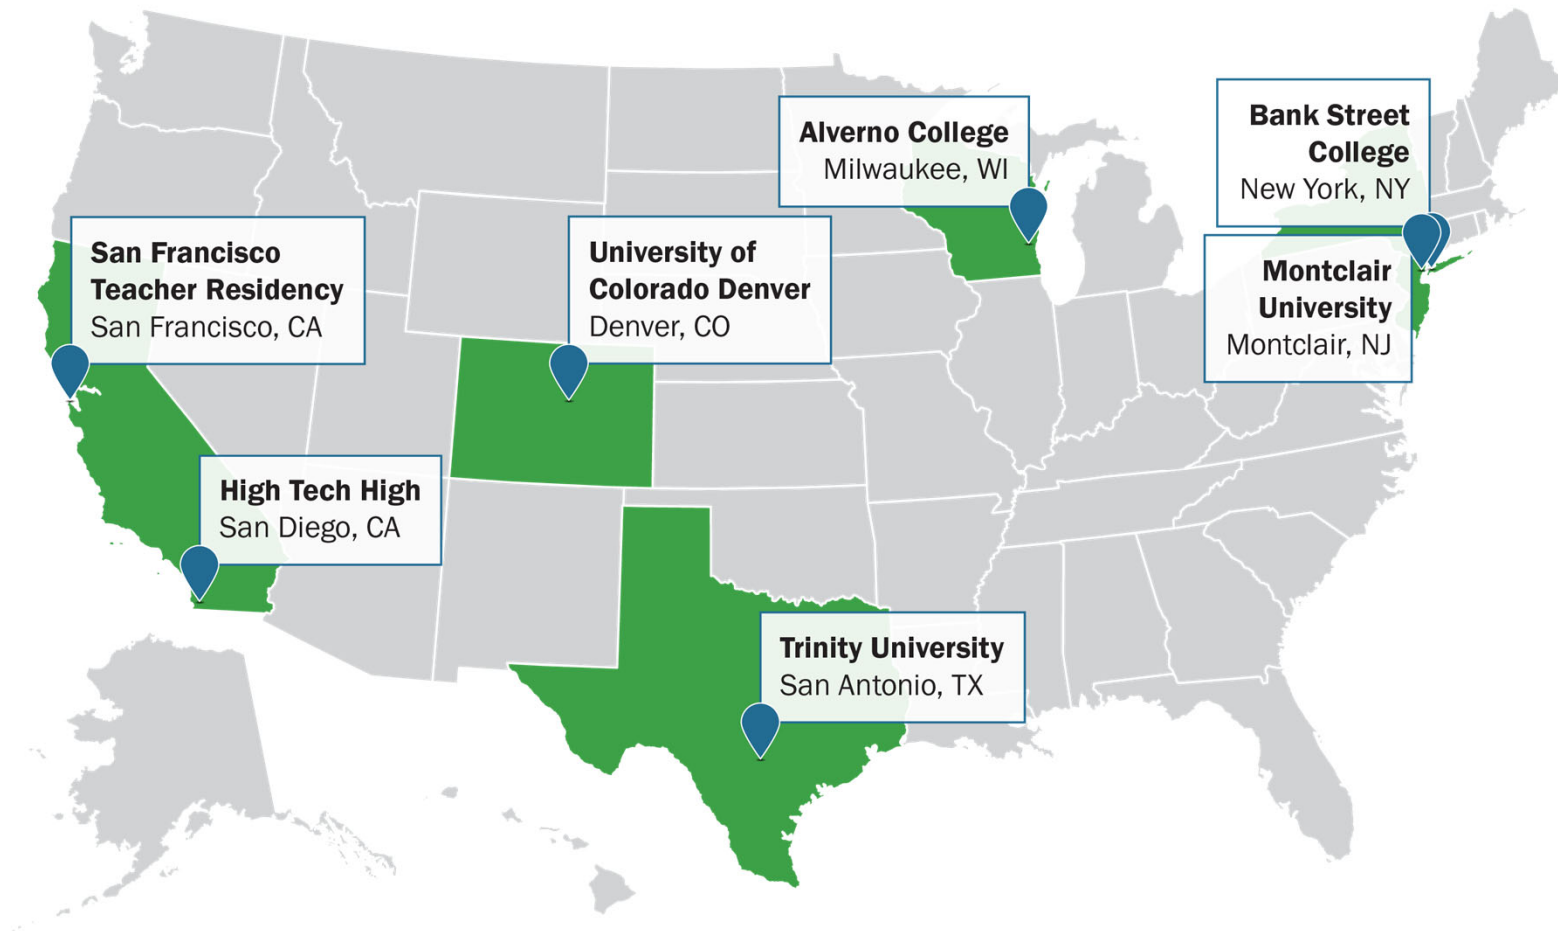 Alverno College
Milwaukee, WI
Bank Street
College
New York, NY
San Francisco
Teacher Residency
San Francisco, CA
University of
Colorado Denver
Denver, CO
Montclair
University
Montclair, NJ
High Tech High
San Diego, CA
Trinity University
San Antonio, TX